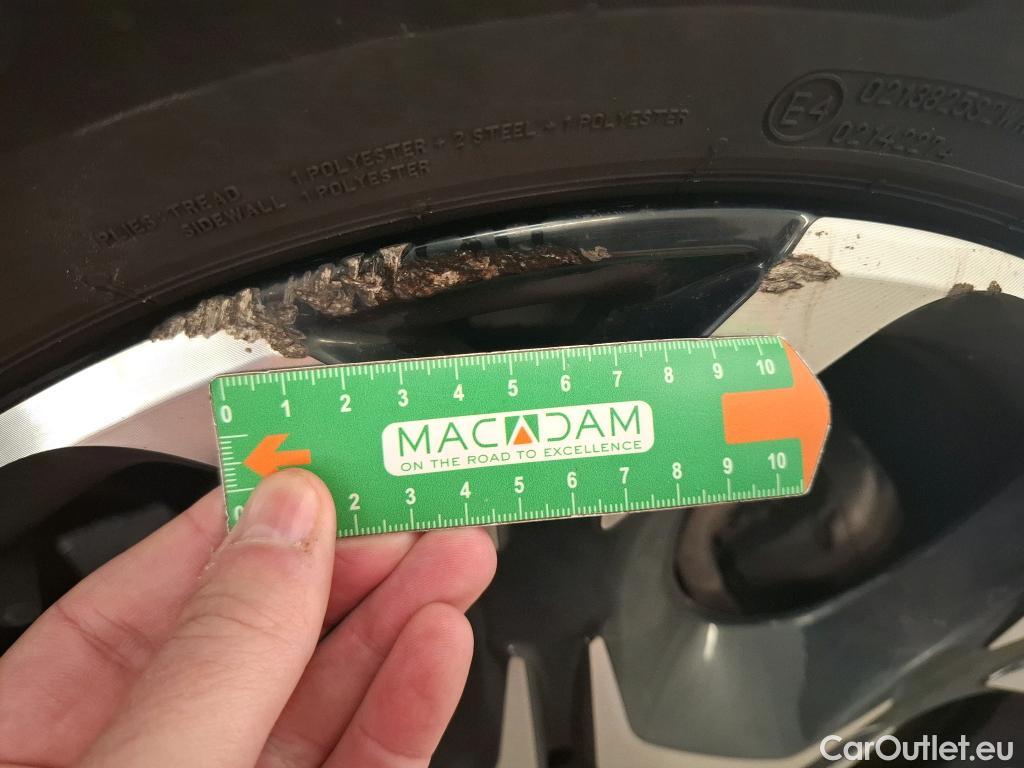 E4
0213825S2WR
0274227
PLIES: TREAD 1 POLYESTER + 2 STEEL + 1 POLYESTER
SIDEWALL 1 POLYESTER
0 1 2 3 4 5 6 7 8 9 10
MACADAM
ON THE ROAD TO EXCELLENCE
0 2 3 4 5 6 7 8 9 10
CarOutlet.eu